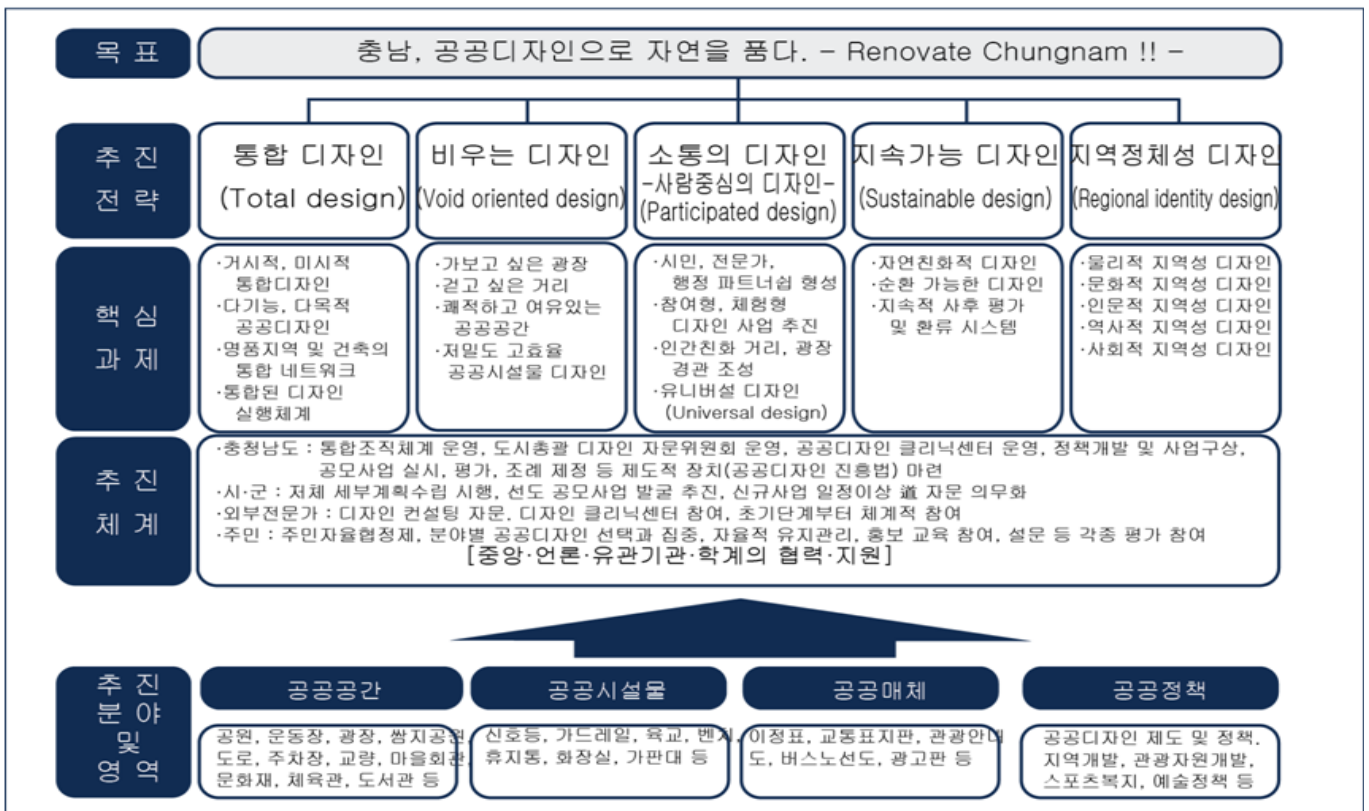 목 표
충남, 공공디자인으로 자연을 품다. - Renovate Chungnam !! -
추 진
전 략
통합 디자인
(Total design)
비우는 디자인
(Void oriented design)
소통의 디자인
-사람중심의 디자인-
(Participated design)
지속가능 디자인
(Sustainable design)
지역정체성 디자인
(Regional identity design)
핵 심
과 제
·거시적, 미시적
통합디자인
·다기능, 다목적
공공디자인
·명품지역 및 건축의
통합 네트워크
·통합된 디자인
실행체계
·가보고 싶은 광장
·걷고 싶은 거리
·쾌적하고 여유있는
공공공간
·저밀도 고효율
공공시설물 디자인
·시민, 전문가,
행정 파트너쉽 형성
·참여형, 체험형
디자인 사업 추진
·인간친화 거리, 광장
경관 조성
·유니버설 디자인
(Universal design)
·자연친화적 디자인
·순환 가능한 디자인
·지속적 사후 평가
및 환류 시스템
·물리적 지역성 디자인
·문화적 지역성 디자인
·인문적 지역성 디자인
·역사적 지역성 디자인
·사회적 지역성 디자인
추 진
체 계
·충청남도 : 통합조직체계 운영, 도시총괄 디자인 자문위원회 운영, 공공디자인 클리닉센터 운영, 정책개발 및 사업구상,
공모사업 실시, 평가, 조례 제정 등 제도적 장치(공공디자인 진흥법) 마련
·시·군 : 저체 세부계획수립 시행, 선도 공모사업 발굴 추진, 신규사업 일정이상 道 자문 의무화
·외부전문가 : 디자인 컨설팅 자문. 디자인 클리닉센터 참여, 초기단계부터 체계적 참여
·주민 : 주민자율협정제, 분야별 공공디자인 선택과 집중, 자율적 유지관리, 홍보 교육 참여, 설문 등 각종 평가 참여
[중앙·언론·유관기관·학계의 협력·지원]
추 진
분 야
및
영 역
공공공간
공원, 운동장, 광장, 쌈지공원,
도로, 주차장, 교량, 마을회관,
문화재, 체육관, 도서관 등
공공시설물
신호등, 가드레일, 육교, 벤치,
휴지통, 화장실, 가판대 등
공공매체
이정표, 교통표지판, 관광안내
도, 버스노선도, 광고판 등
공공정책
공공디자인 제도 및 정책.
지역개발, 관광자원개발,
스포츠복지, 예술정책 등